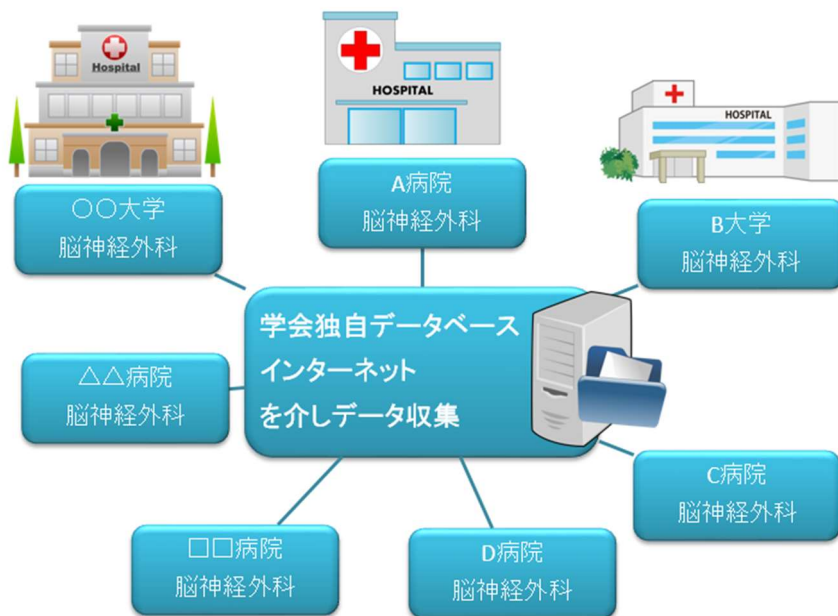 Hospital
HOSPITAL
HOSPITAL
〇〇大学
脳神経外科
A病院
脳神経外科
B大学
脳神経外科
学会独自データベース
インターネット
を介しデータ収集
△△病院
脳神経外科
C病院
脳神経外科
□□病院
脳神経外科
D病院
脳神経外科